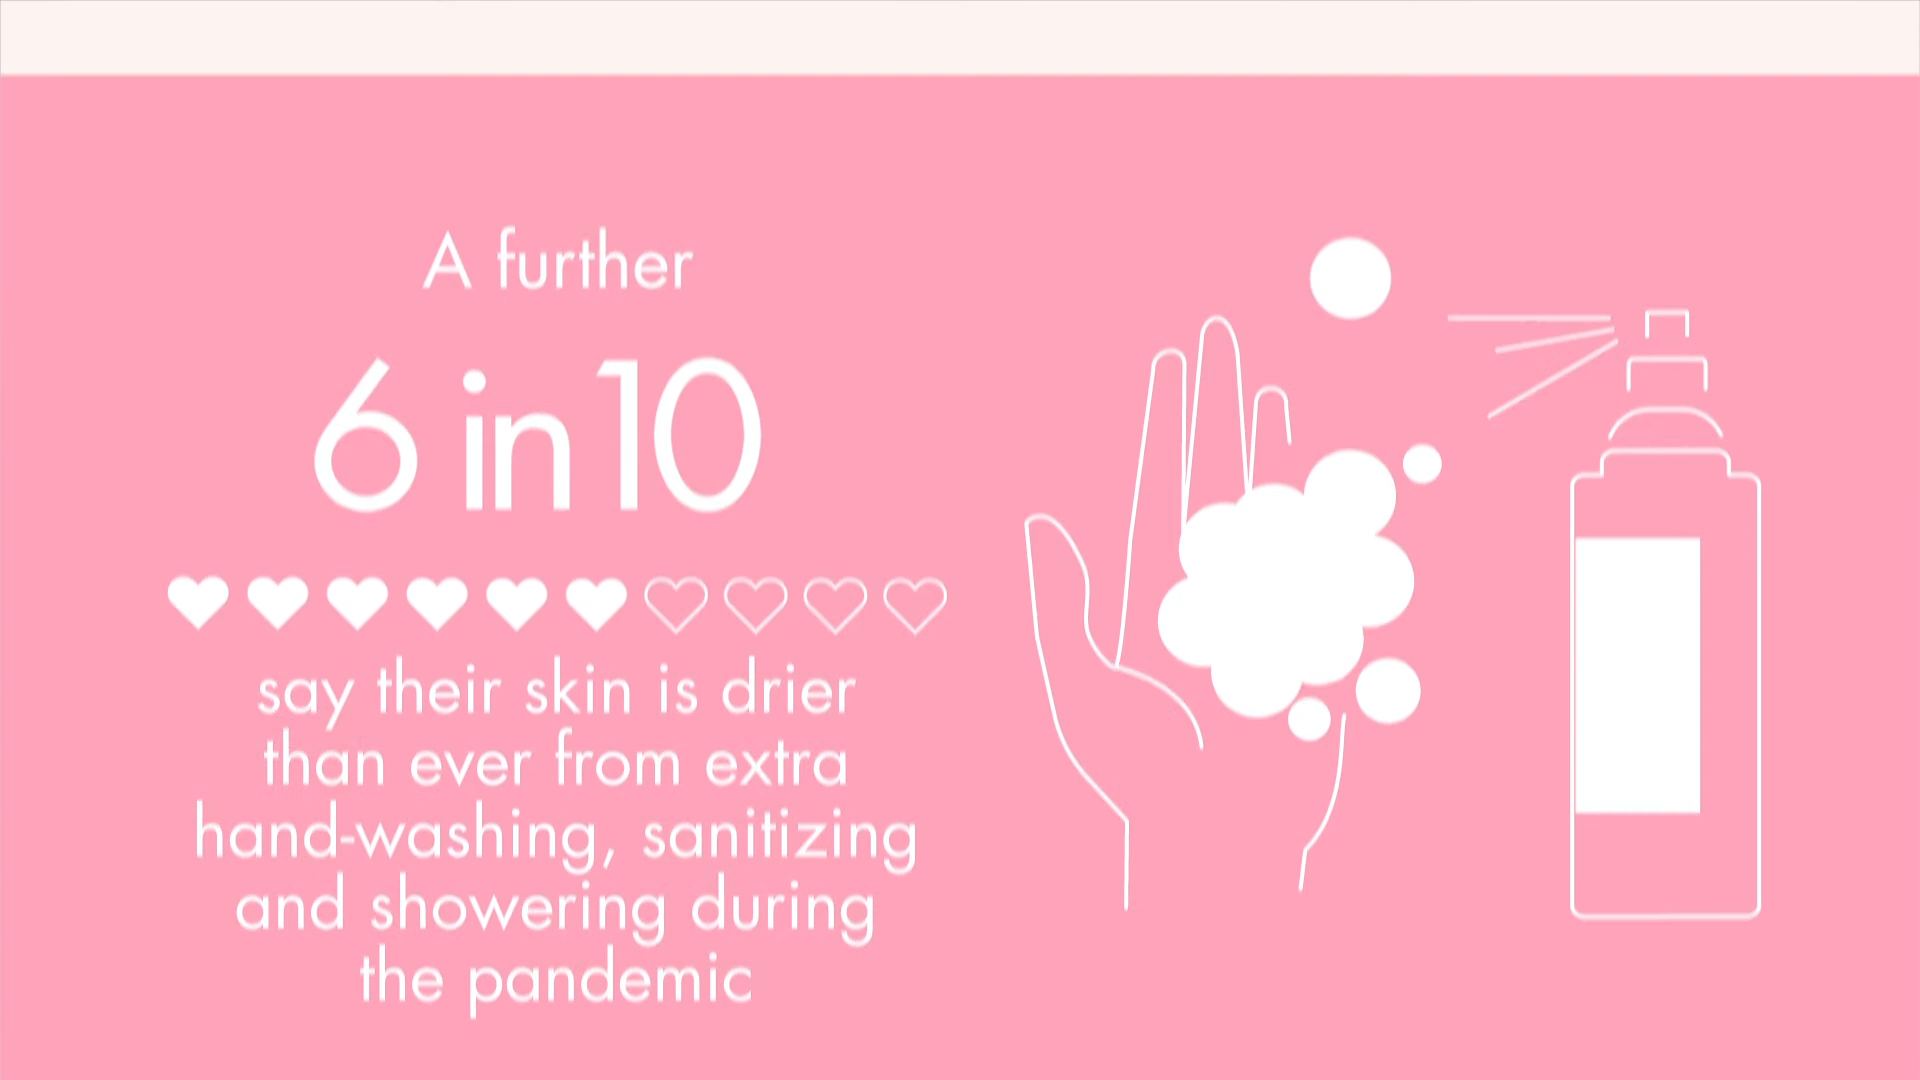 A further
6 in 10
say their skin is drier
than ever from extra
hand-washing, sanitizing
and showering during
the pandemic